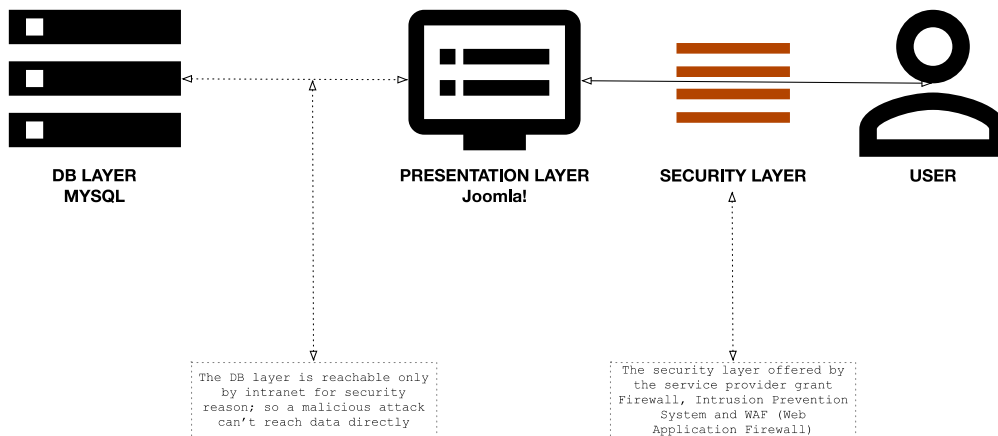 DB LAYER
MYSQL
PRESENTATION LAYER
Joomla!
SECURITY LAYER
USER
The DB layer is reachable only
by intranet for security
reason; so a malicious attack
can't reach data directly
The security layer offered by
the service provider grant
Firewall, Intrusion Prevention
System and WAF (Web
Application Firewall)